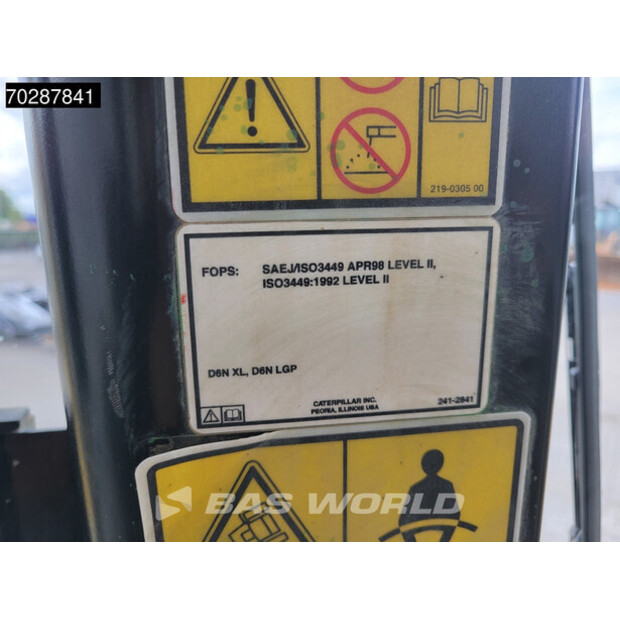 70287841
219-0305 00
FOPS: SAEJ/ISO3449 APR98 LEVEL II,
ISO3449:1992 LEVEL II
D6N XL, D6N LGP
CATERPILLAR INC.
PEORIA, ILLINOIS USA
241-2841
BAS WORLD